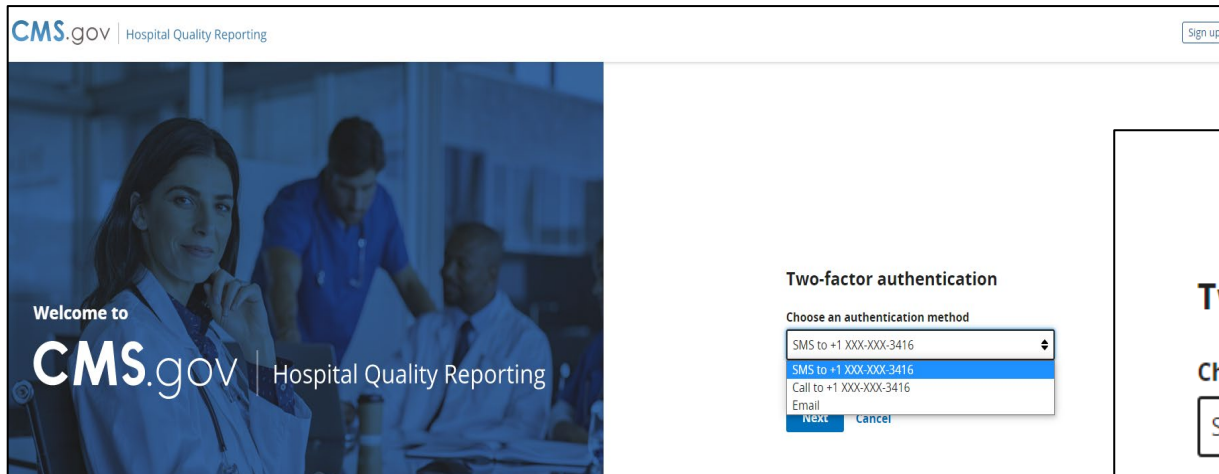 CMS.gov | Hospital Quality Reporting
Sign up
Welcome to
CMS.gov | Hospital Quality Reporting
Two-factor authentication
Choose an authentication method
SMS to +1 XXX-XXX-3416
SMS to +1 XXX-XXX-3416
Call to +1 XXX-XXX-3416
Email
Next Cancel